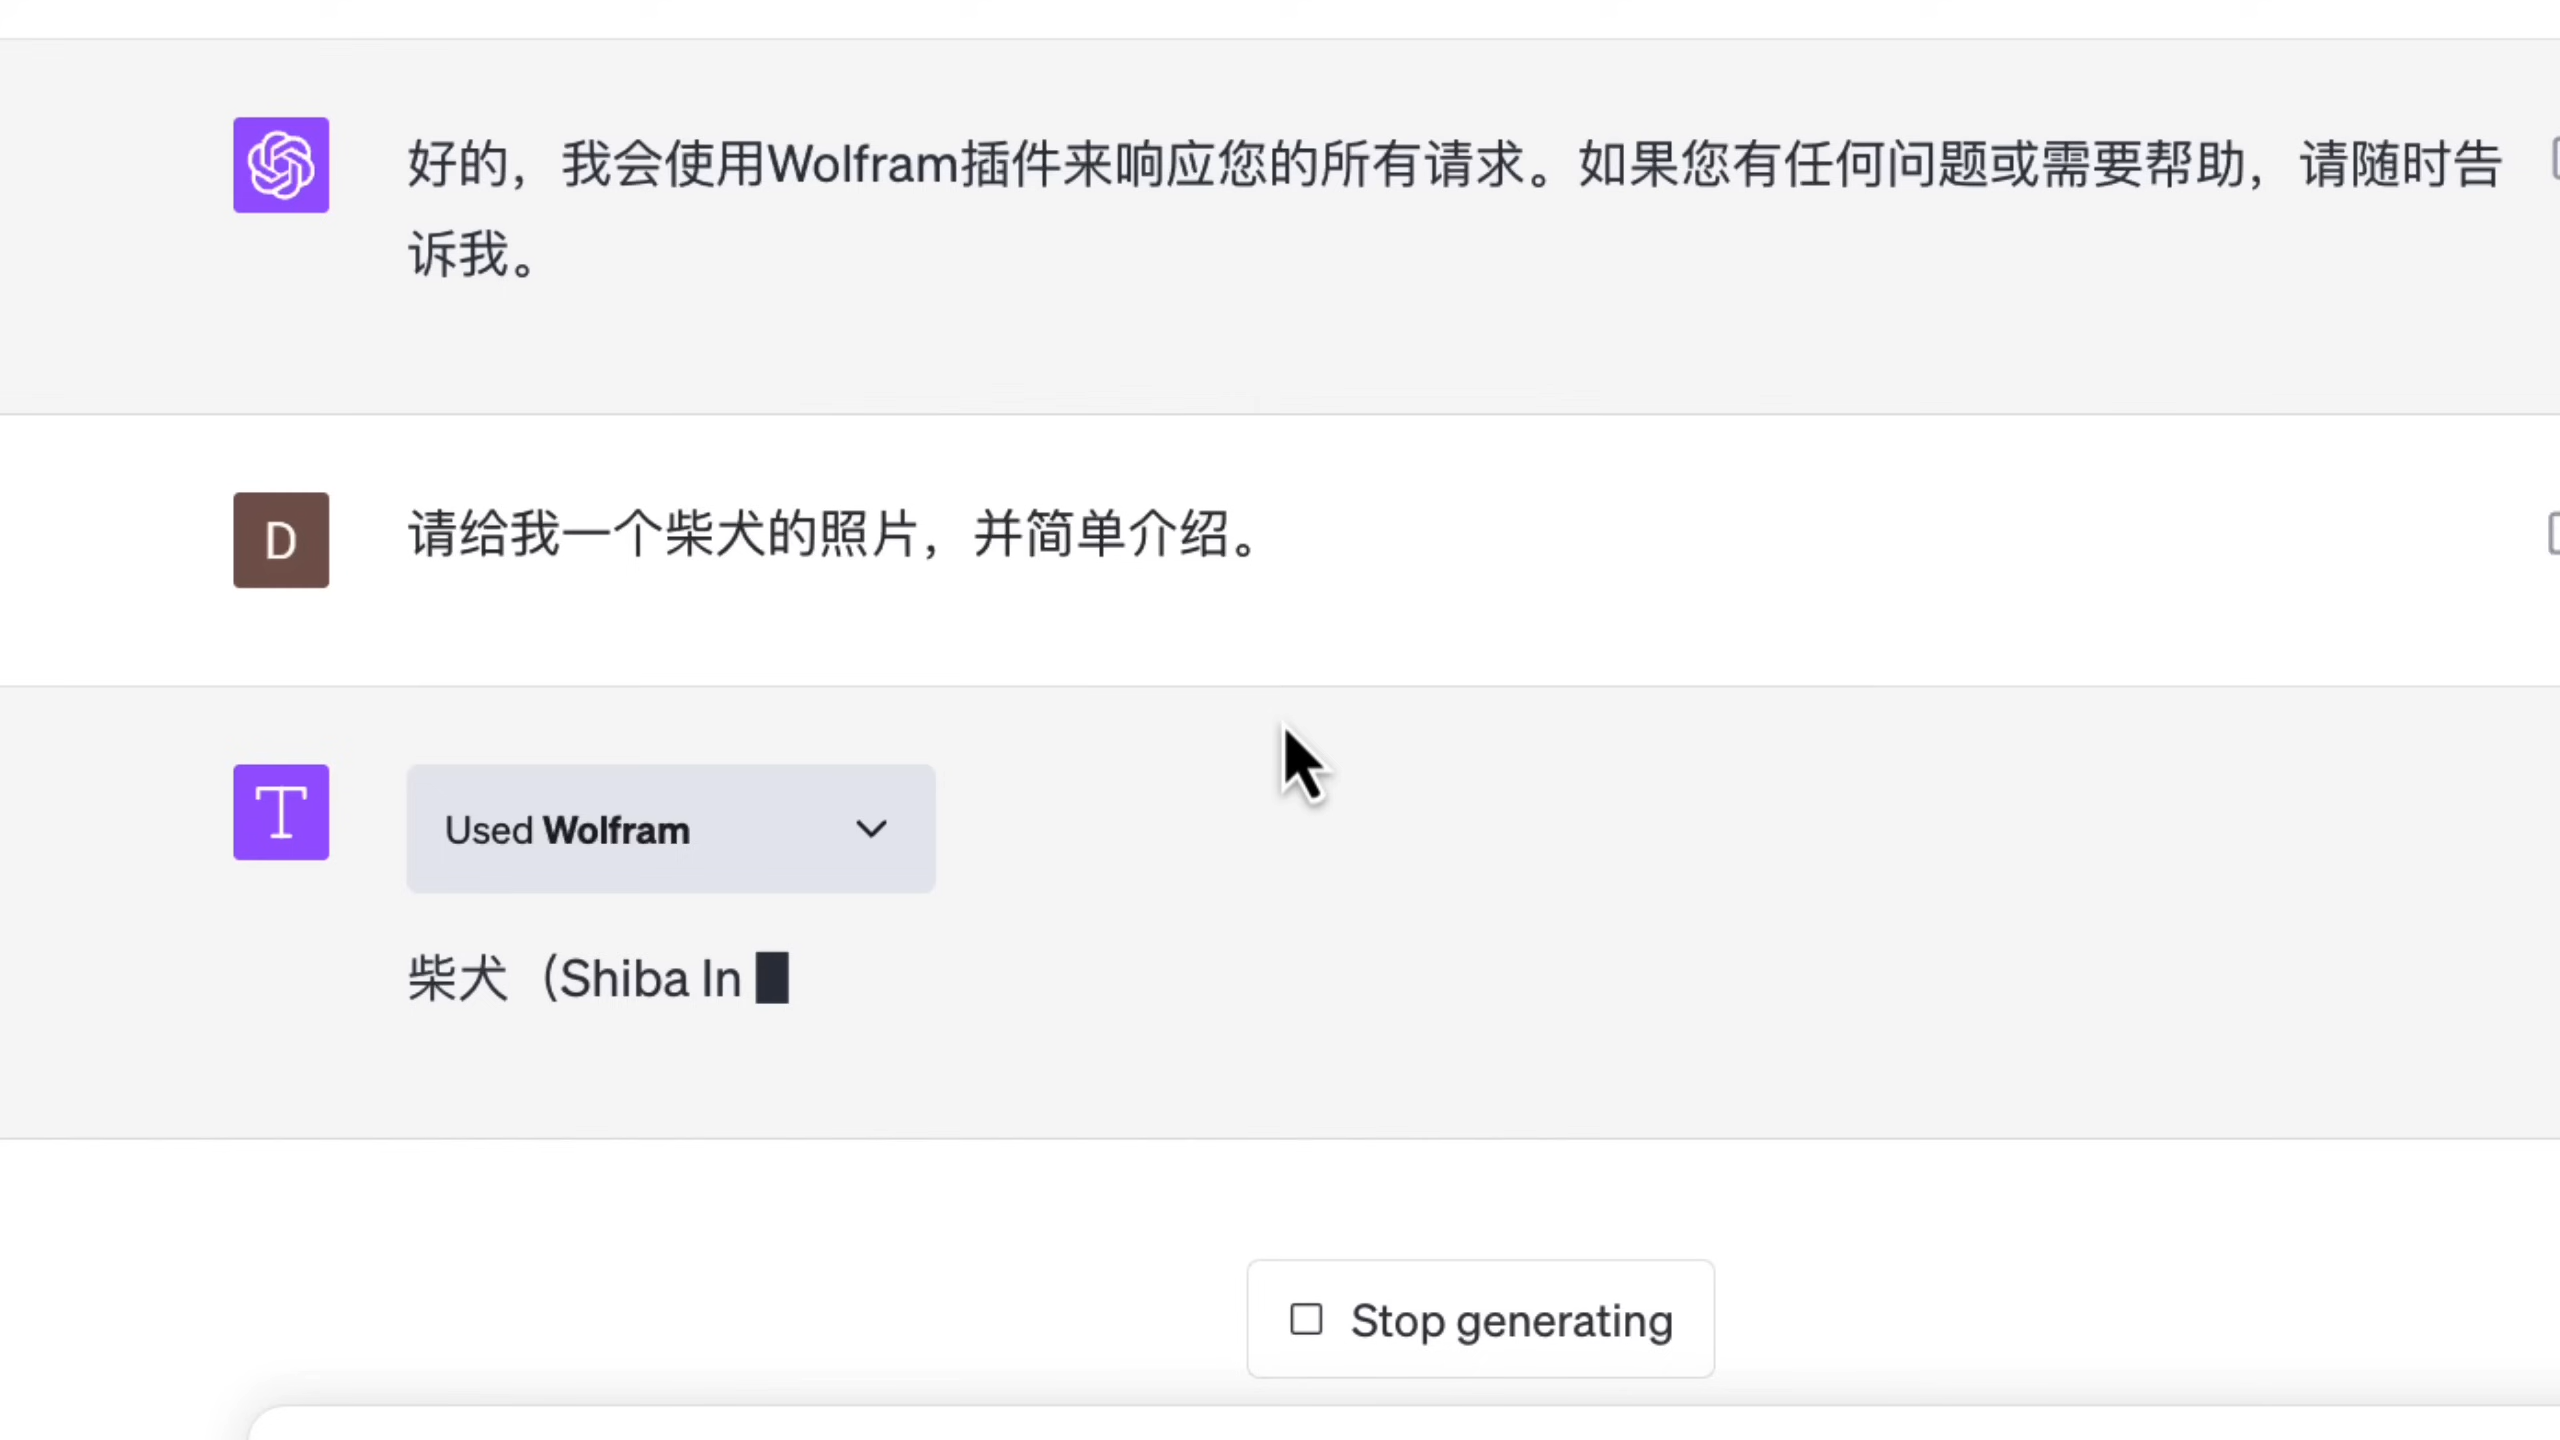 好的，我会使用Wolfram插件来响应您的所有请求。如果您有任何问题或需要帮助，请随时告
诉我。
D
请给我一个柴犬的照片，并简单介绍。
T
Used Wolfram
柴犬（Shiba In
Stop generating